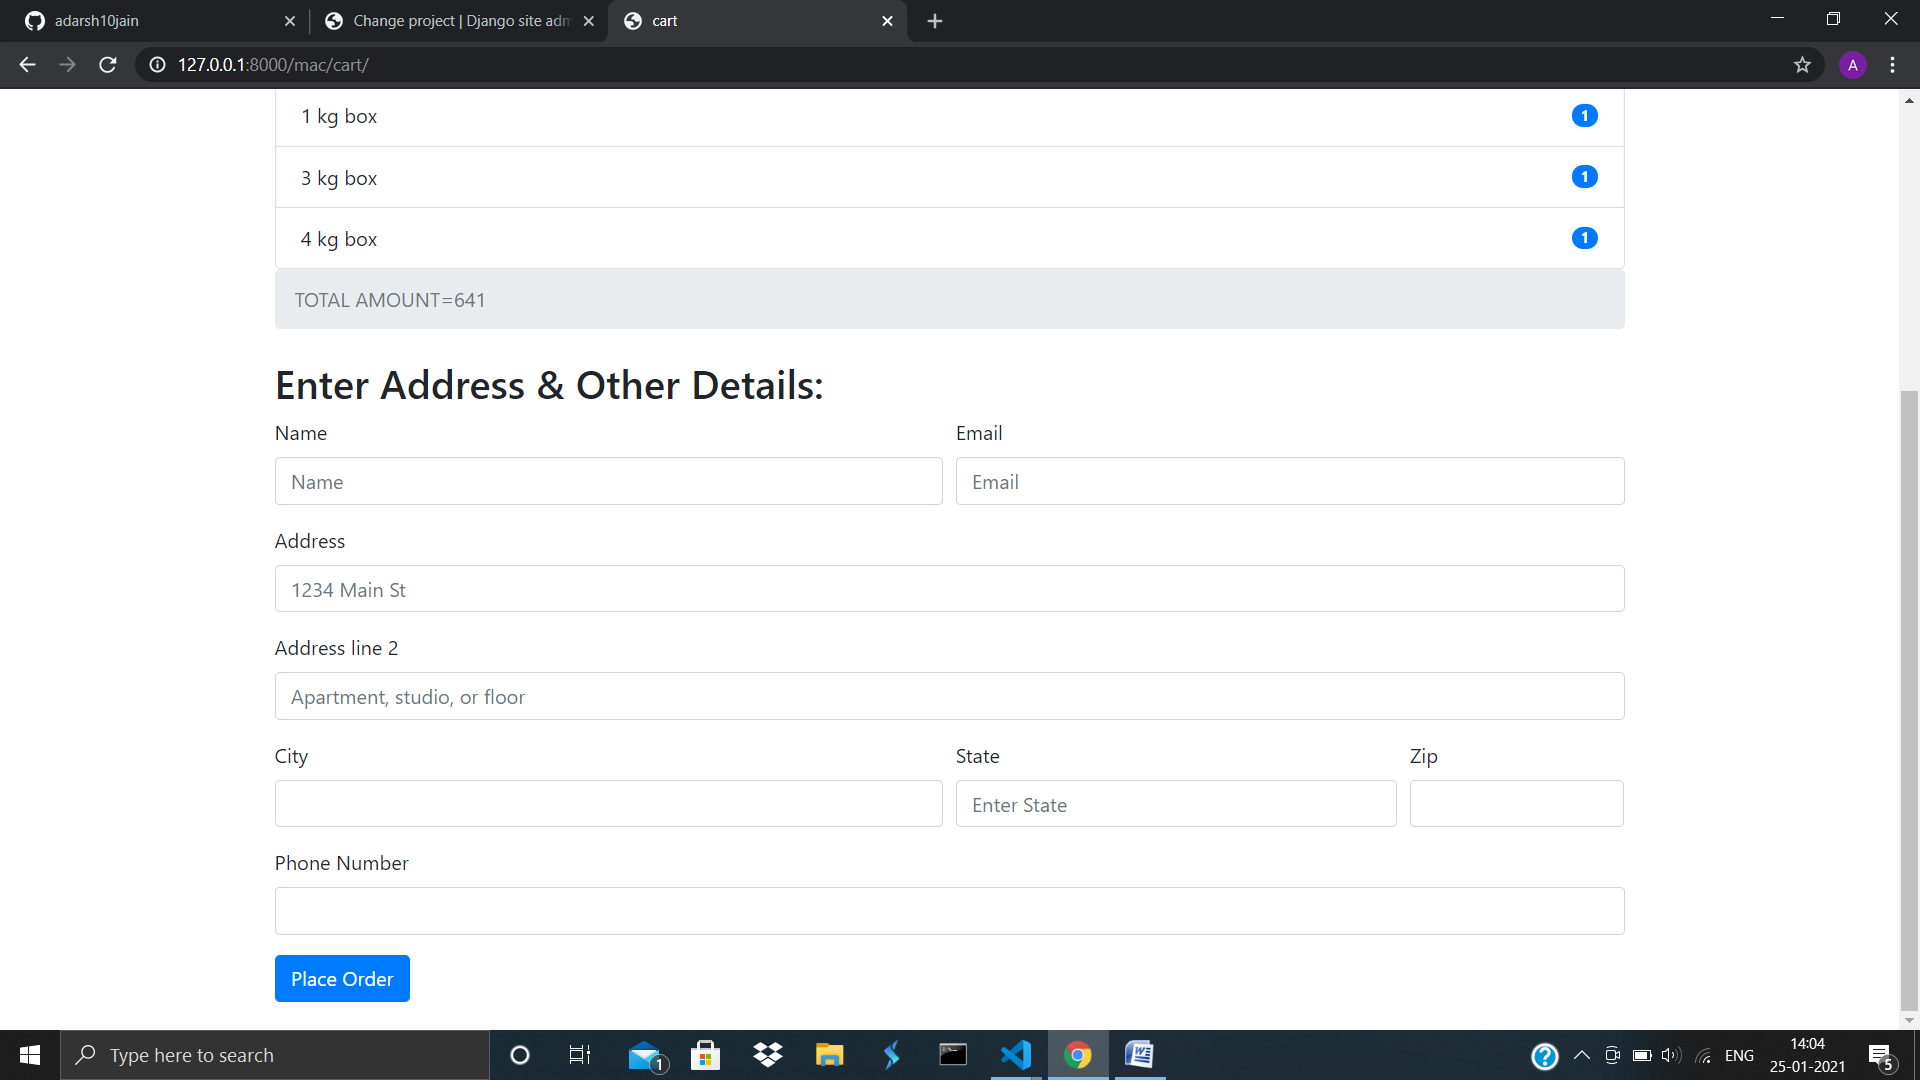 adarsh10jain
Change project | Django site adm
cart
127.0.0.1:8000/mac/cart/
A
1 kg box 1
3 kg box 1
4 kg box 1
TOTAL AMOUNT=641
Enter Address & Other Details:
Name Email
Name Email
Address
1234 Main St
Address line 2
Apartment, studio, or floor
City State Zip
Enter State
Phone Number
Place Order
Type here to search
1
ENG
14:04
25-01-2021
5